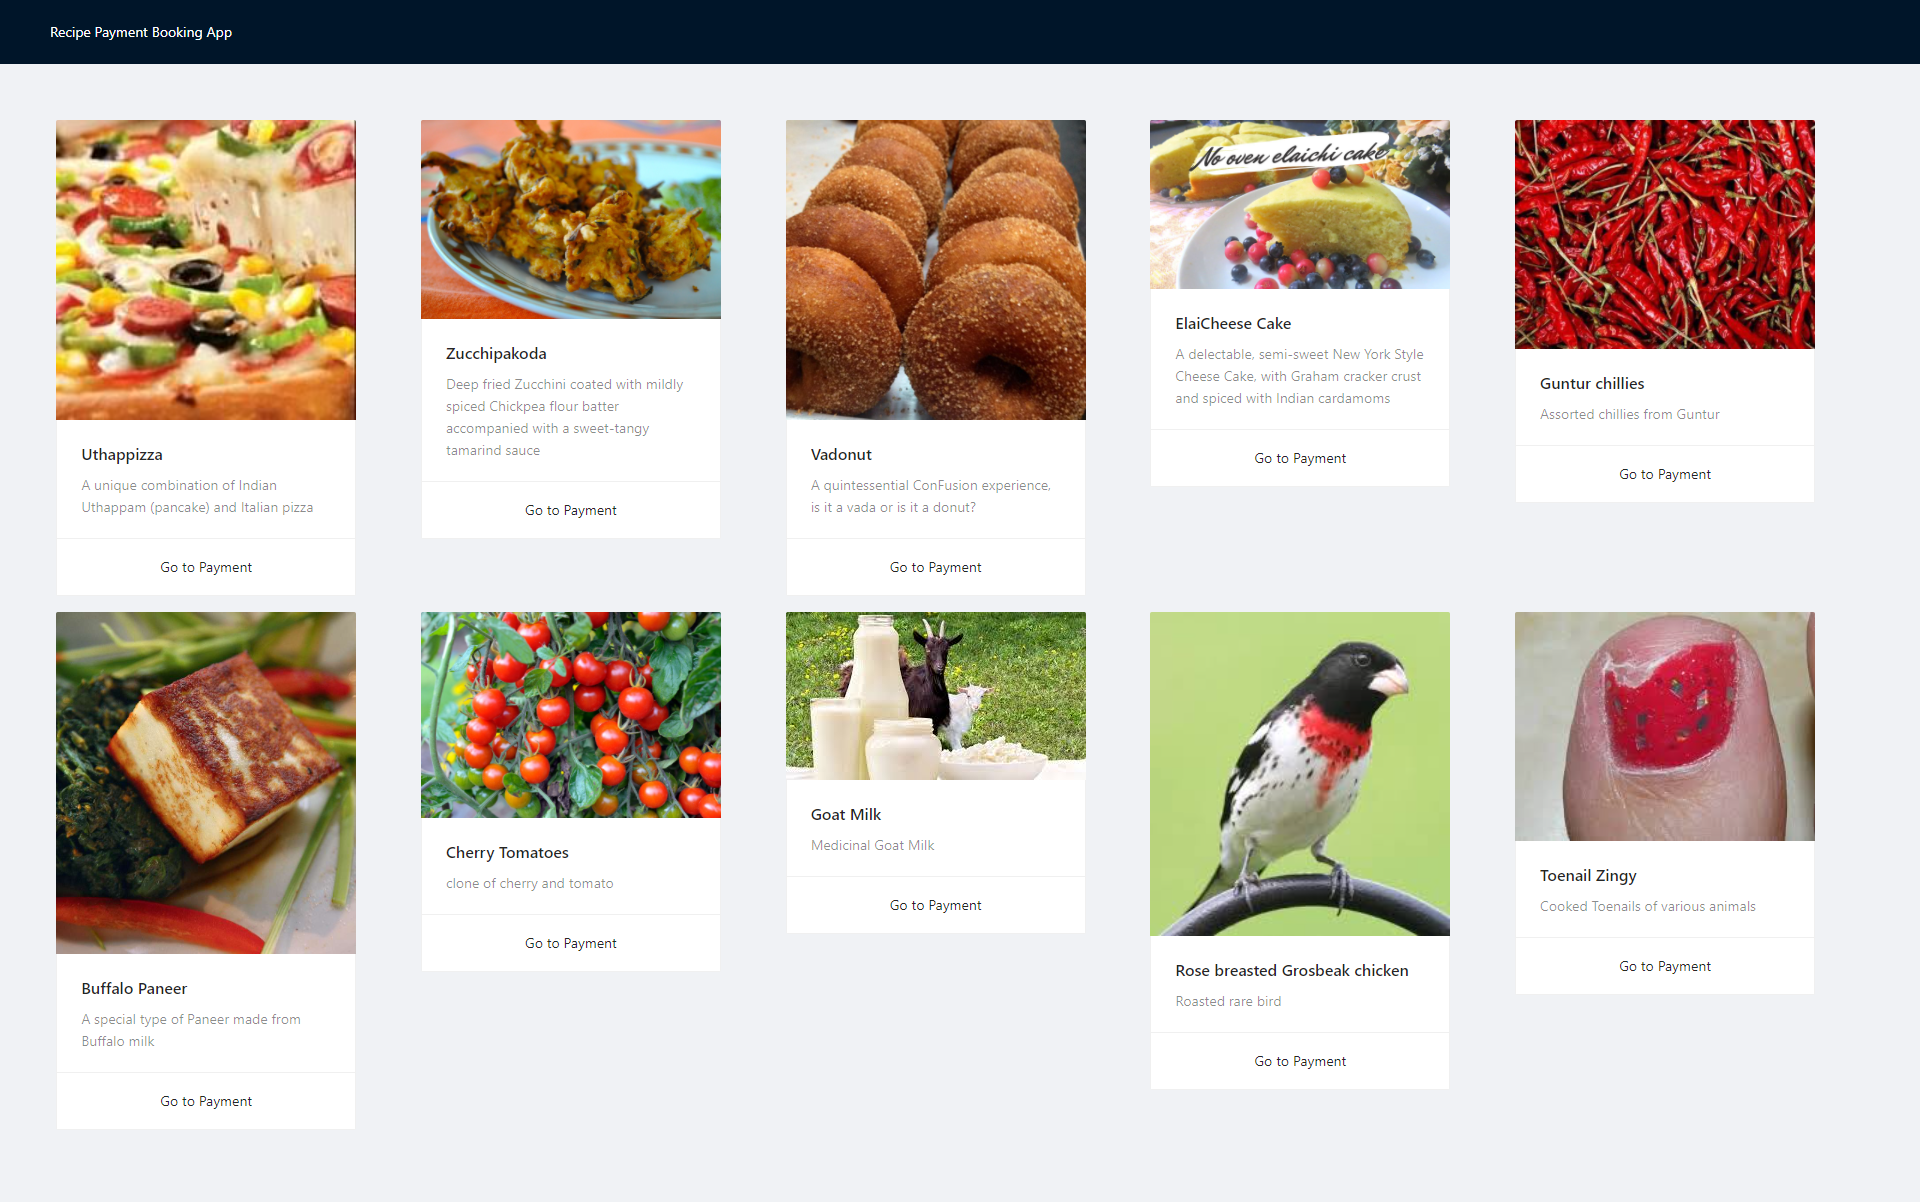 Recipe Payment Booking App
Uthappizza
A unique combination of Indian
Uthappam (pancake) and Italian pizza
Go to Payment
Zucchipakoda
Deep fried Zucchini coated with mildly
spiced Chickpea flour batter
accompanied with a sweet-tangy
tamarind sauce
Go to Payment
Vadonut
A quintessential ConFusion experience,
is it a vada or is it a donut?
Go to Payment
No oven elaichi cake
ElaiCheese Cake
A delectable, semi-sweet New York Style
Cheese Cake, with Graham cracker crust
and spiced with Indian cardamoms
Go to Payment
Guntur chillies
Assorted chillies from Guntur
Go to Payment
Buffalo Paneer
A special type of Paneer made from
Buffalo milk
Go to Payment
Cherry Tomatoes
clone of cherry and tomato
Go to Payment
Goat Milk
Medicinal Goat Milk
Go to Payment
Rose breasted Grosbeak chicken
Roasted rare bird
Go to Payment
Toenail Zingy
Cooked Toenails of various animals
Go to Payment